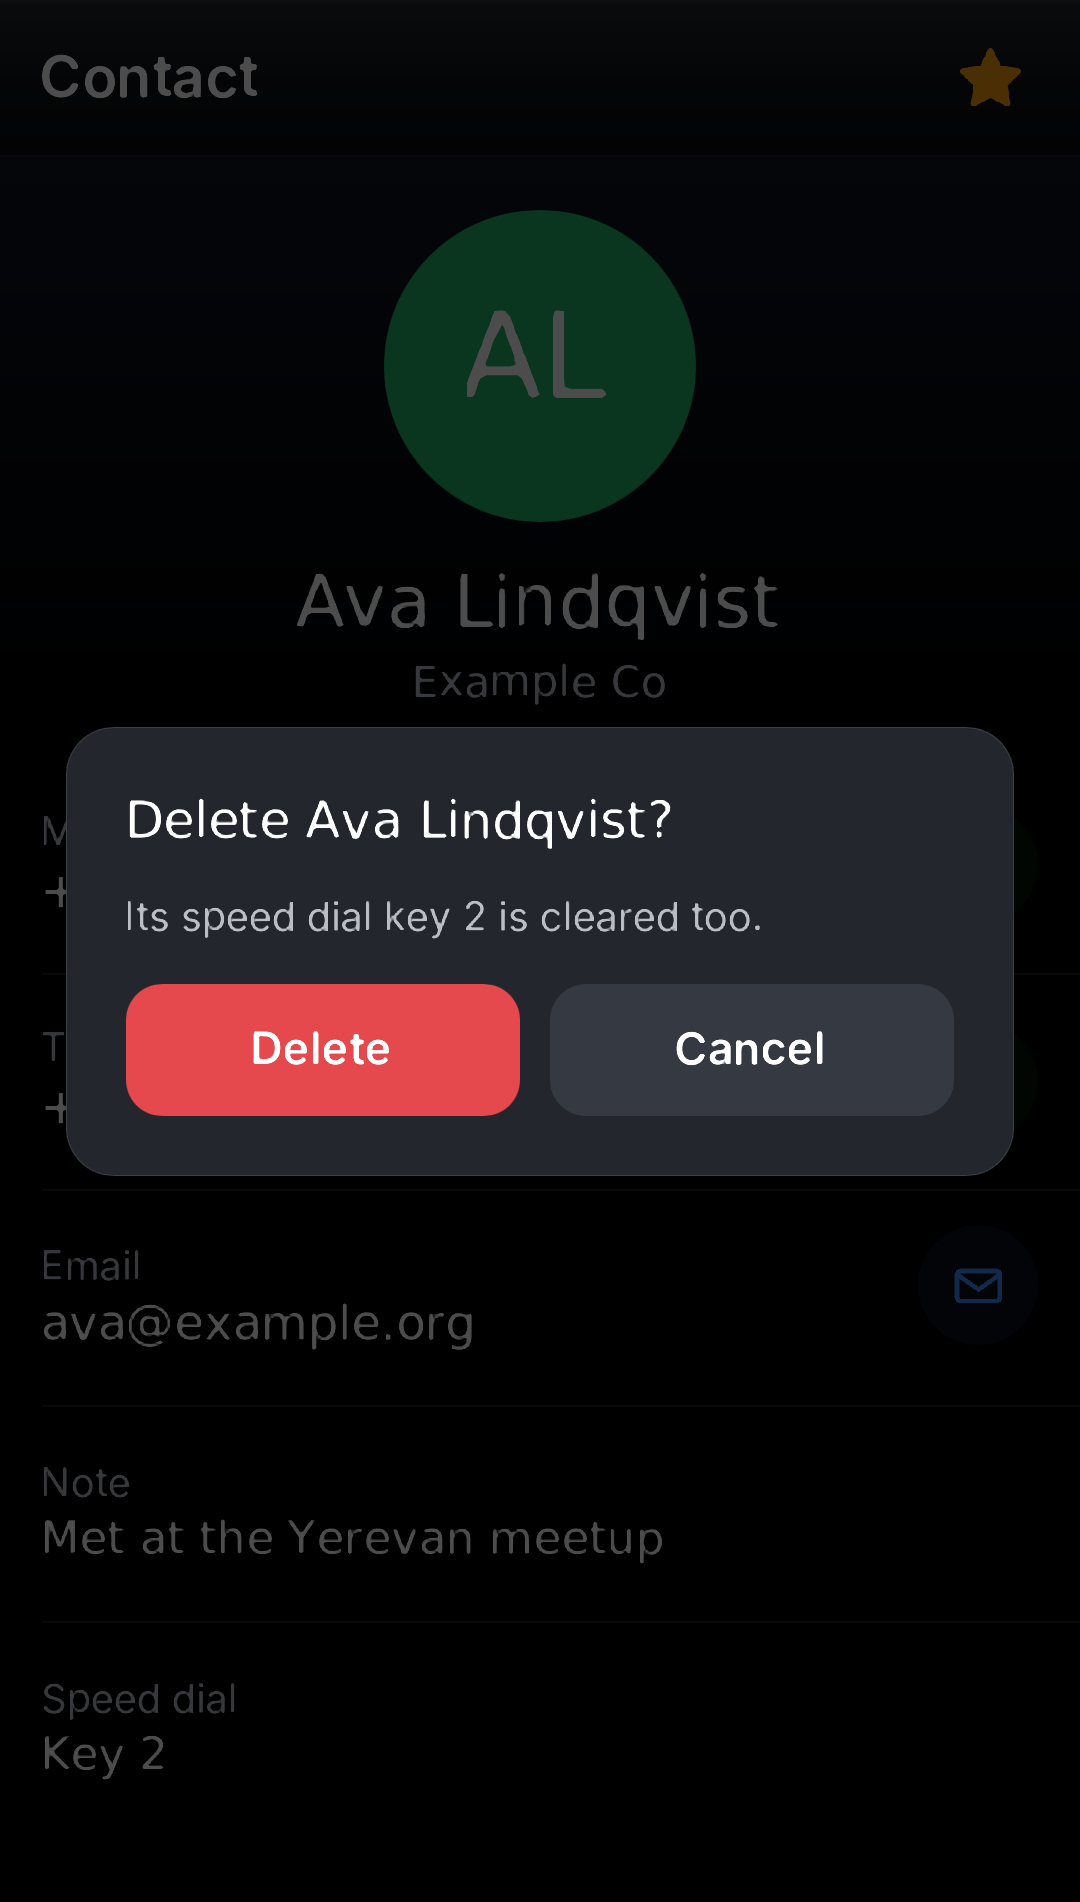 Contact
AL
Ava Lindqvist
Example Co
Delete Ava Lindqvist?
Its speed dial key 2 is cleared too.
Delete
Cancel
Email
ava@example.org
Note
Met at the Yerevan meetup
Speed dial
Key 2